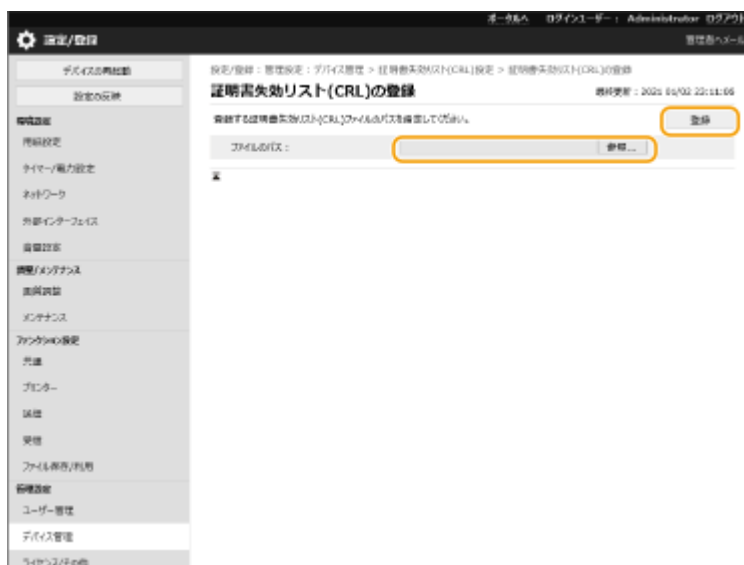 ポータルへ ログインユーザー： Administrator ログアウト
設定/登録
管理者へメール
デバイスの再起動
設定の反映
環境設定
用紙設定
タイマー/電力設定
ネットワーク
外部インターフェイス
音量設定
調整/メンテナンス
画質調整
メンテナンス
ファンクション設定
共通
プリンター
送信
受信
ファイル保存/利用
管理設定
ユーザー管理
デバイス管理
ライセンス/その他
設定/登録：管理設定：デバイス管理 > 証明書失効リスト(CRL)設定 > 証明書失効リスト(CRL)の登録
証明書失効リスト(CRL)の登録
最終更新：2021 01/02 22:11:06
登録する証明書失効リスト(CRL)ファイルのパスを指定してください。
登録
ファイルのパス：
参照...